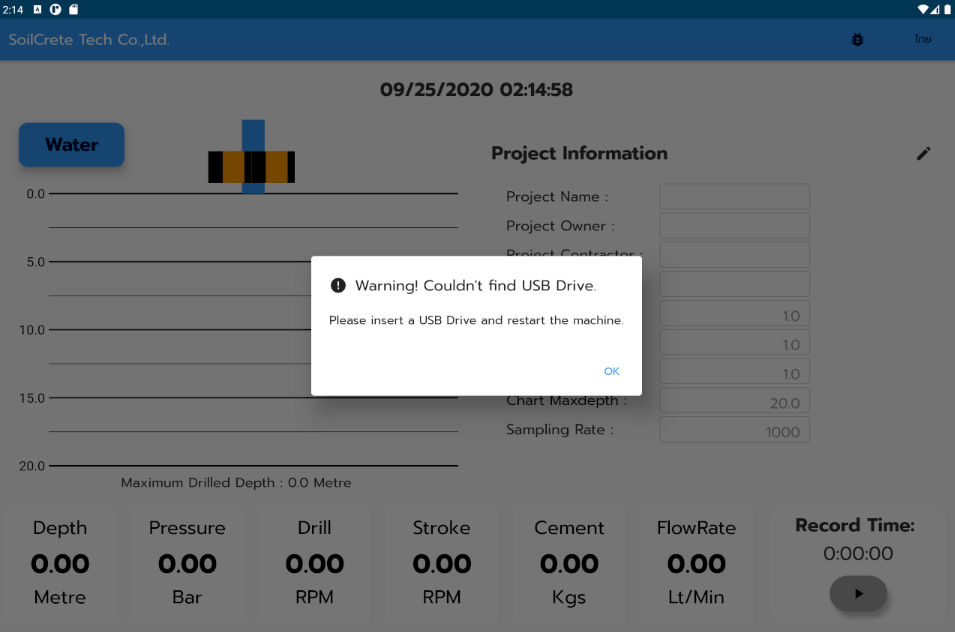 2:14
SoilCrete Tech Co.,Ltd.
ไทย
09/25/2020 02:14:58
Water
Project Information
0.0
5.0
10.0
15.0
20.0
Maximum Drilled Depth : 0.0 Metre
Project Name :
Project Owner :
Project Contractor :
1.0
1.0
1.0
Chart Maxdepth :
20.0
Sampling Rate :
1000
Warning! Couldn't find USB Drive.
Please insert a USB Drive and restart the machine.
OK
Depth
0.00
Metre
Pressure
0.00
Bar
Drill
0.00
RPM
Stroke
0.00
RPM
Cement
0.00
Kgs
FlowRate
0.00
Lt/Min
Record Time:
0:00:00